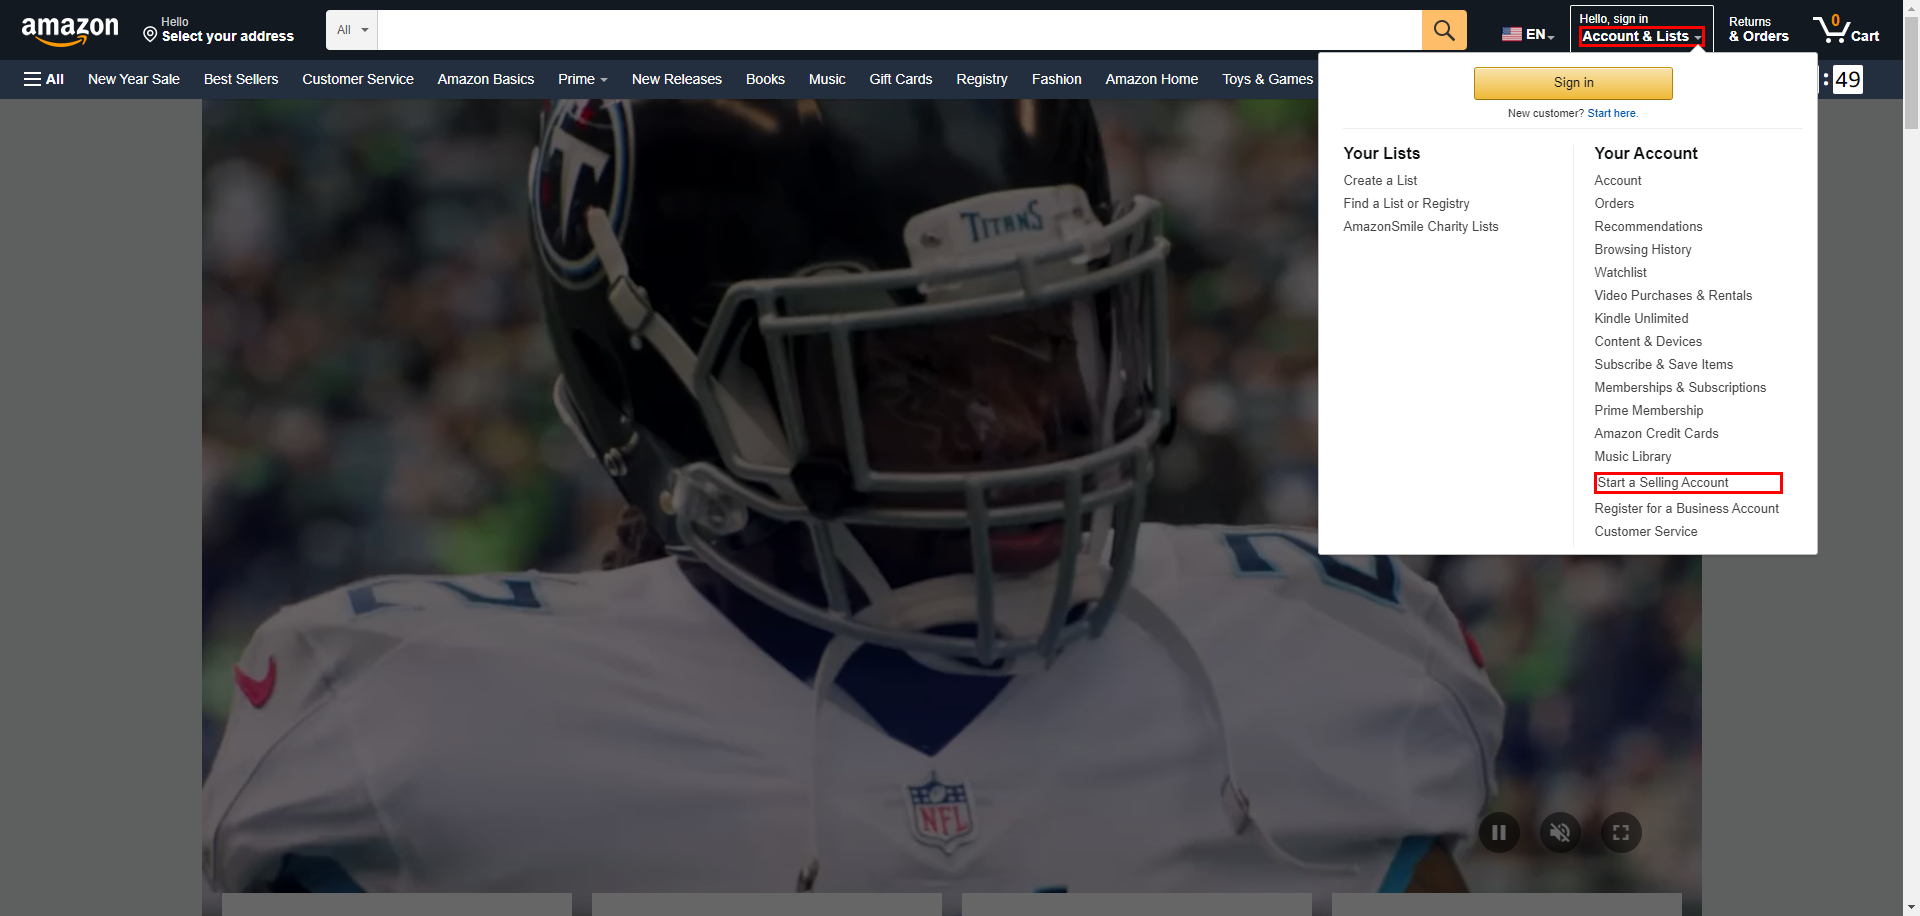 amazon
Hello
Select your address
All
EN
Hello, sign in
Account & Lists
Returns
& Orders
0
Cart
All
New Year Sale
Best Sellers
Customer Service
Amazon Basics
Prime
New Releases
Books
Music
Gift Cards
Registry
Fashion
Amazon Home
Toys & Games
: 49
Sign in
New customer? Start here.
Your Lists
Create a List
Find a List or Registry
AmazonSmile Charity Lists
Your Account
Account
Orders
Recommendations
Browsing History
Watchlist
Video Purchases & Rentals
Kindle Unlimited
Content & Devices
Subscribe & Save Items
Memberships & Subscriptions
Prime Membership
Amazon Credit Cards
Music Library
Start a Selling Account
Register for a Business Account
Customer Service
T
TITANS
2
2
NFL